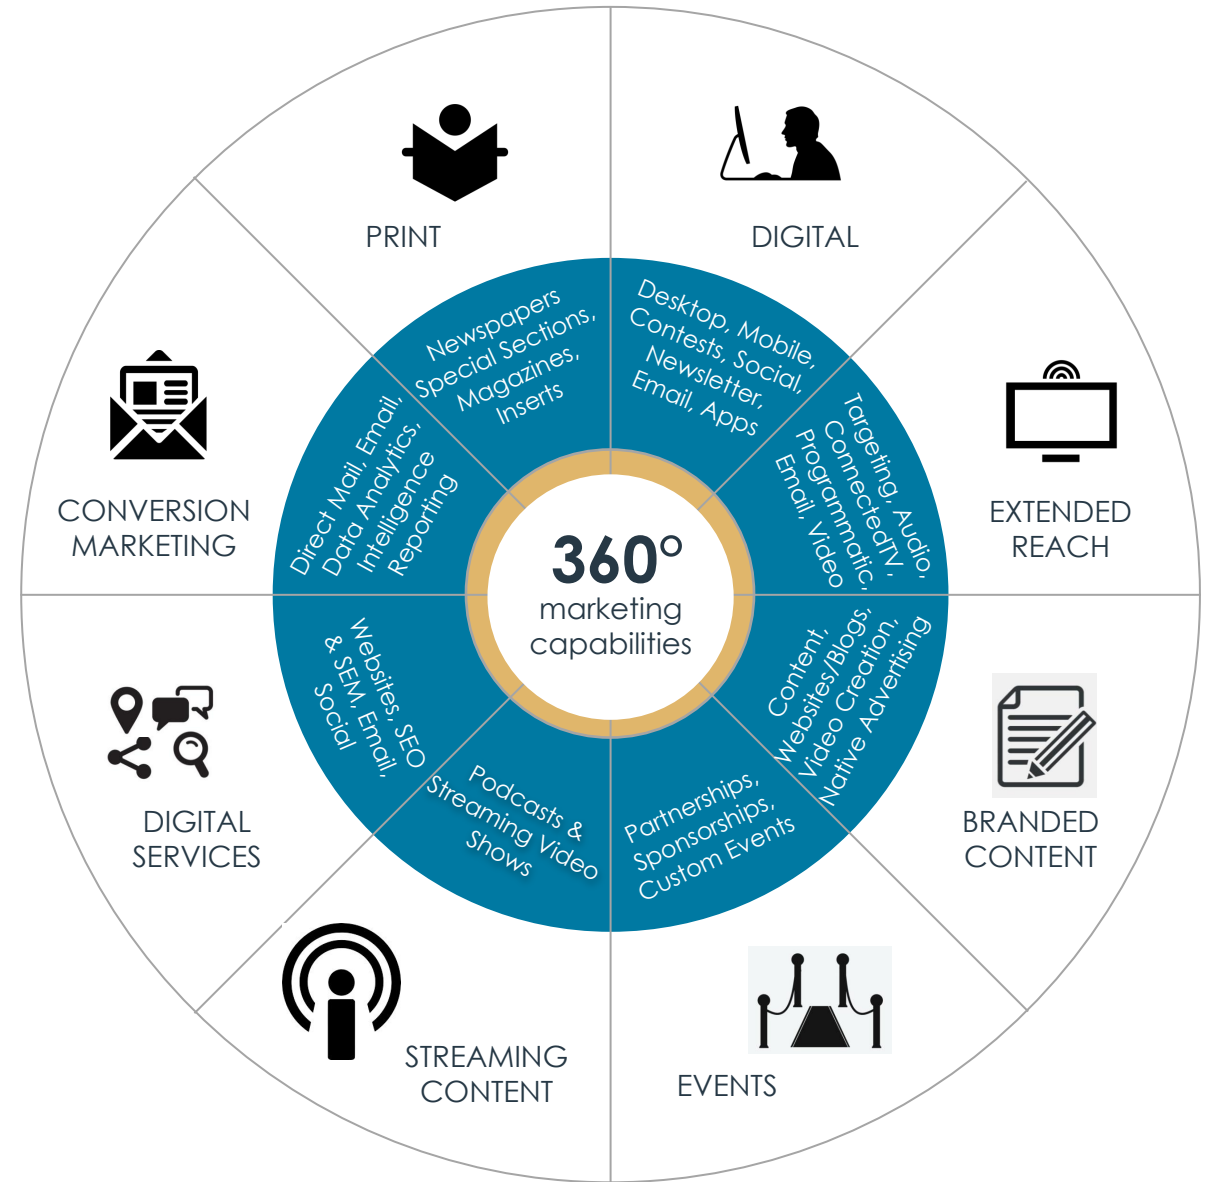 PRINT
Newspapers
Special Sections,
Magazines,
Inserts
DIGITAL
Desktop, Mobile,
Contests, Social,
Newsletter,
Email, Apps
EXTENDED
REACH
Targeting, Audio,
ConnectedTV,
Programmatic,
Email, Video
BRANDED
CONTENT
Content,
Websites/Blogs,
Video Creation,
Native Advertising
EVENTS
Partnerships,
Sponsorships,
Custom Events
STREAMING
CONTENT
Podcasts &
Streaming Video
Shows
DIGITAL
SERVICES
Websites, SEO
& SEM, Email,
Social
CONVERSION
MARKETING
Direct Mail, Email,
Data Analytics,
Intelligence
Reporting
360°
marketing
capabilities